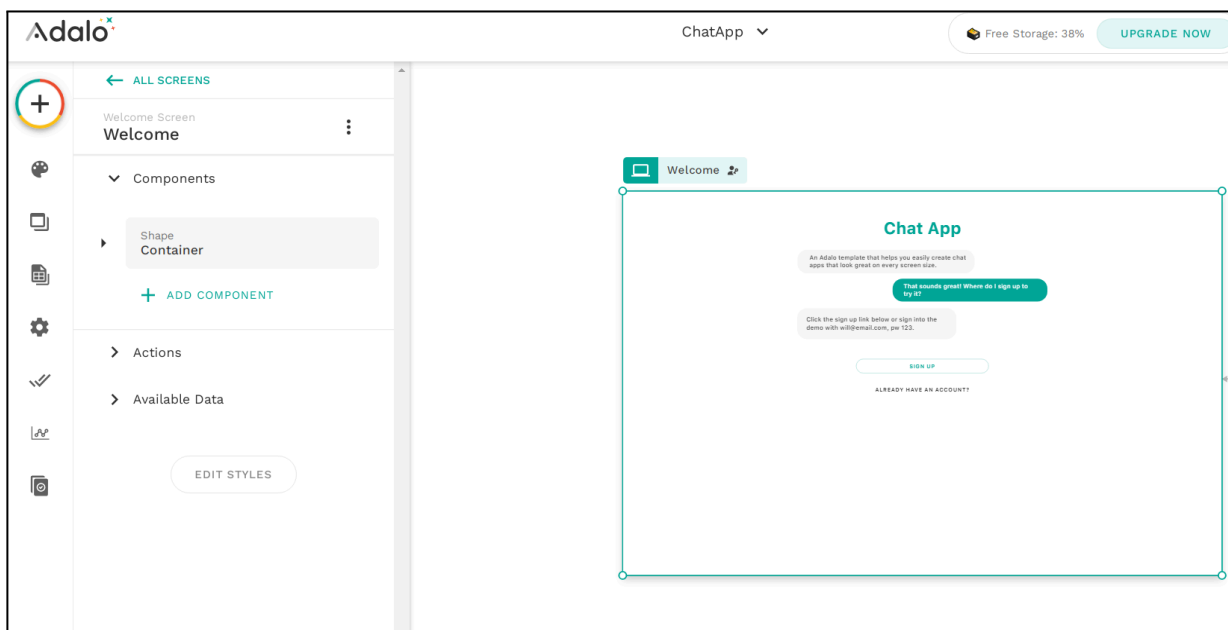 Adalo
ChatApp
Free Storage: 38%
UPGRADE NOW
ALL SCREENS
Welcome Screen
Welcome
Components
Shape
Container
ADD COMPONENT
Actions
Available Data
EDIT STYLES
Welcome
Chat App
An Adalo template that helps you easily create chat
apps that look great on every screen size.
That sounds great! Where do I sign up to
try it?
Click the sign up link below or sign into the
demo with will@email.com, pw 123.
SIGN UP
ALREADY HAVE AN ACCOUNT?